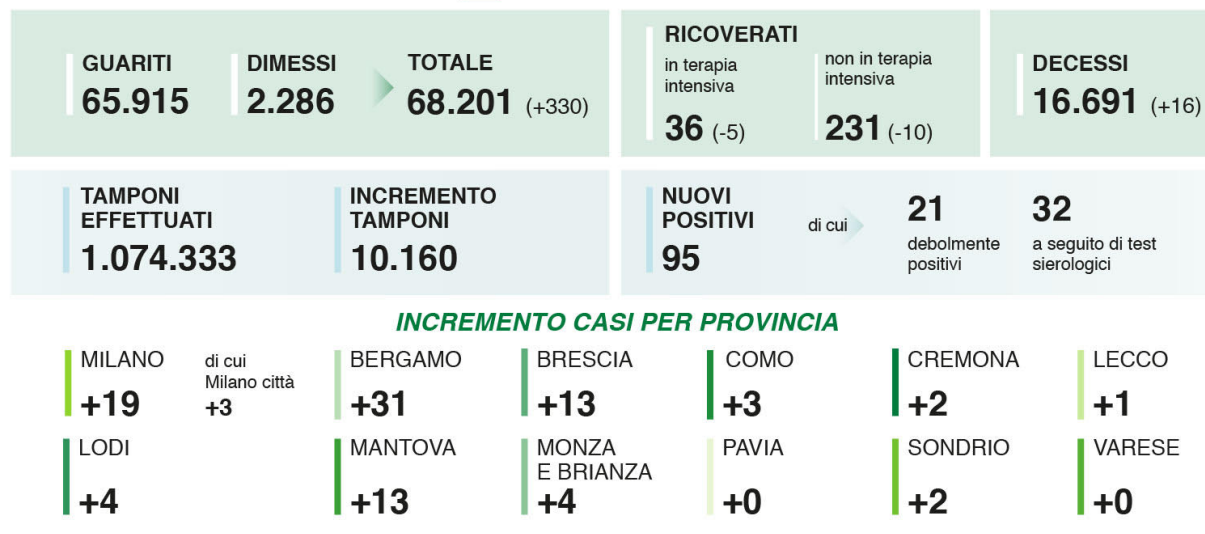 GUARITI
65.915
DIMESSI
2.286
TOTALE
68.201 (+330)
RICOVERATI
in terapia
intensiva
36 (-5)
non in terapia
intensiva
231 (-10)
DECESSI
16.691 (+16)
TAMPONI
EFFETTUATI
1.074.333
INCREMENTO
TAMPONI
10.160
NUOVI
POSITIVI
95
di cui
21
debolmente
positivi
32
a seguito di test
sierologici
INCREMENTO CASI PER PROVINCIA
MILANO
+19
di cui
Milano città
+3
BERGAMO
+31
BRESCIA
+13
COMO
+3
CREMONA
+2
LECCO
+1
LODI
+4
MANTOVA
+13
MONZA
E BRIANZA
+4
PAVIA
+0
SONDRIO
+2
VARESE
+0